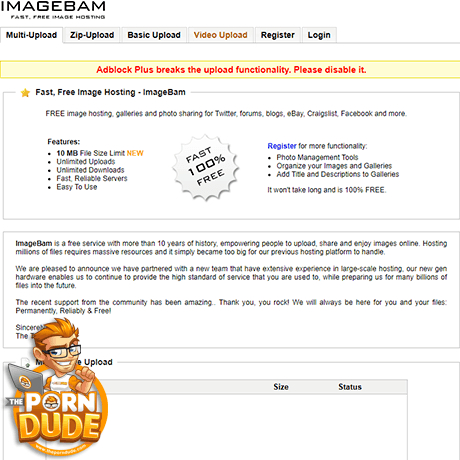 IMAGEBAM
FAST, FREE IMAGE HOSTING
Multi-Upload Zip-Upload Basic Upload Video Upload Register Login
Adblock Plus breaks the upload functionality. Please disable it.
Fast, Free Image Hosting - ImageBam
FREE image hosting, galleries and photo sharing for Twitter, forums, blogs, eBay, Craigslist, Facebook and more.
Features:
• 10 MB File Size Limit NEW
• Unlimited Uploads
• Unlimited Downloads
• Fast, Reliable Servers
• Easy To Use
FAST
100%
FREE
Register for more functionality:
• Photo Management Tools
• Organize your Images and Galleries
• Add Title and Descriptions to Galleries
It won't take long and is 100% FREE.
ImageBam is a free service with more than 10 years of history, empowering people to upload, share and enjoy images online. Hosting
millions of files requires massive resources and it simply became too big for our previous hosting platform to handle.
We are pleased to announce we have partnered with a new team that have extensive experience in large-scale hosting, our new gen
hardware enables us to continue to provide the high standard of service that you are used to, while preparing us for many billions of
files into the future.
The recent support from the community has been amazing.. Thank you, you rock! We will always be here for you and your files:
Permanently, Reliably & Free!
Sincerel
The T
Upload
Size Status
THE
PORN
DUDE
www.theporndude.com